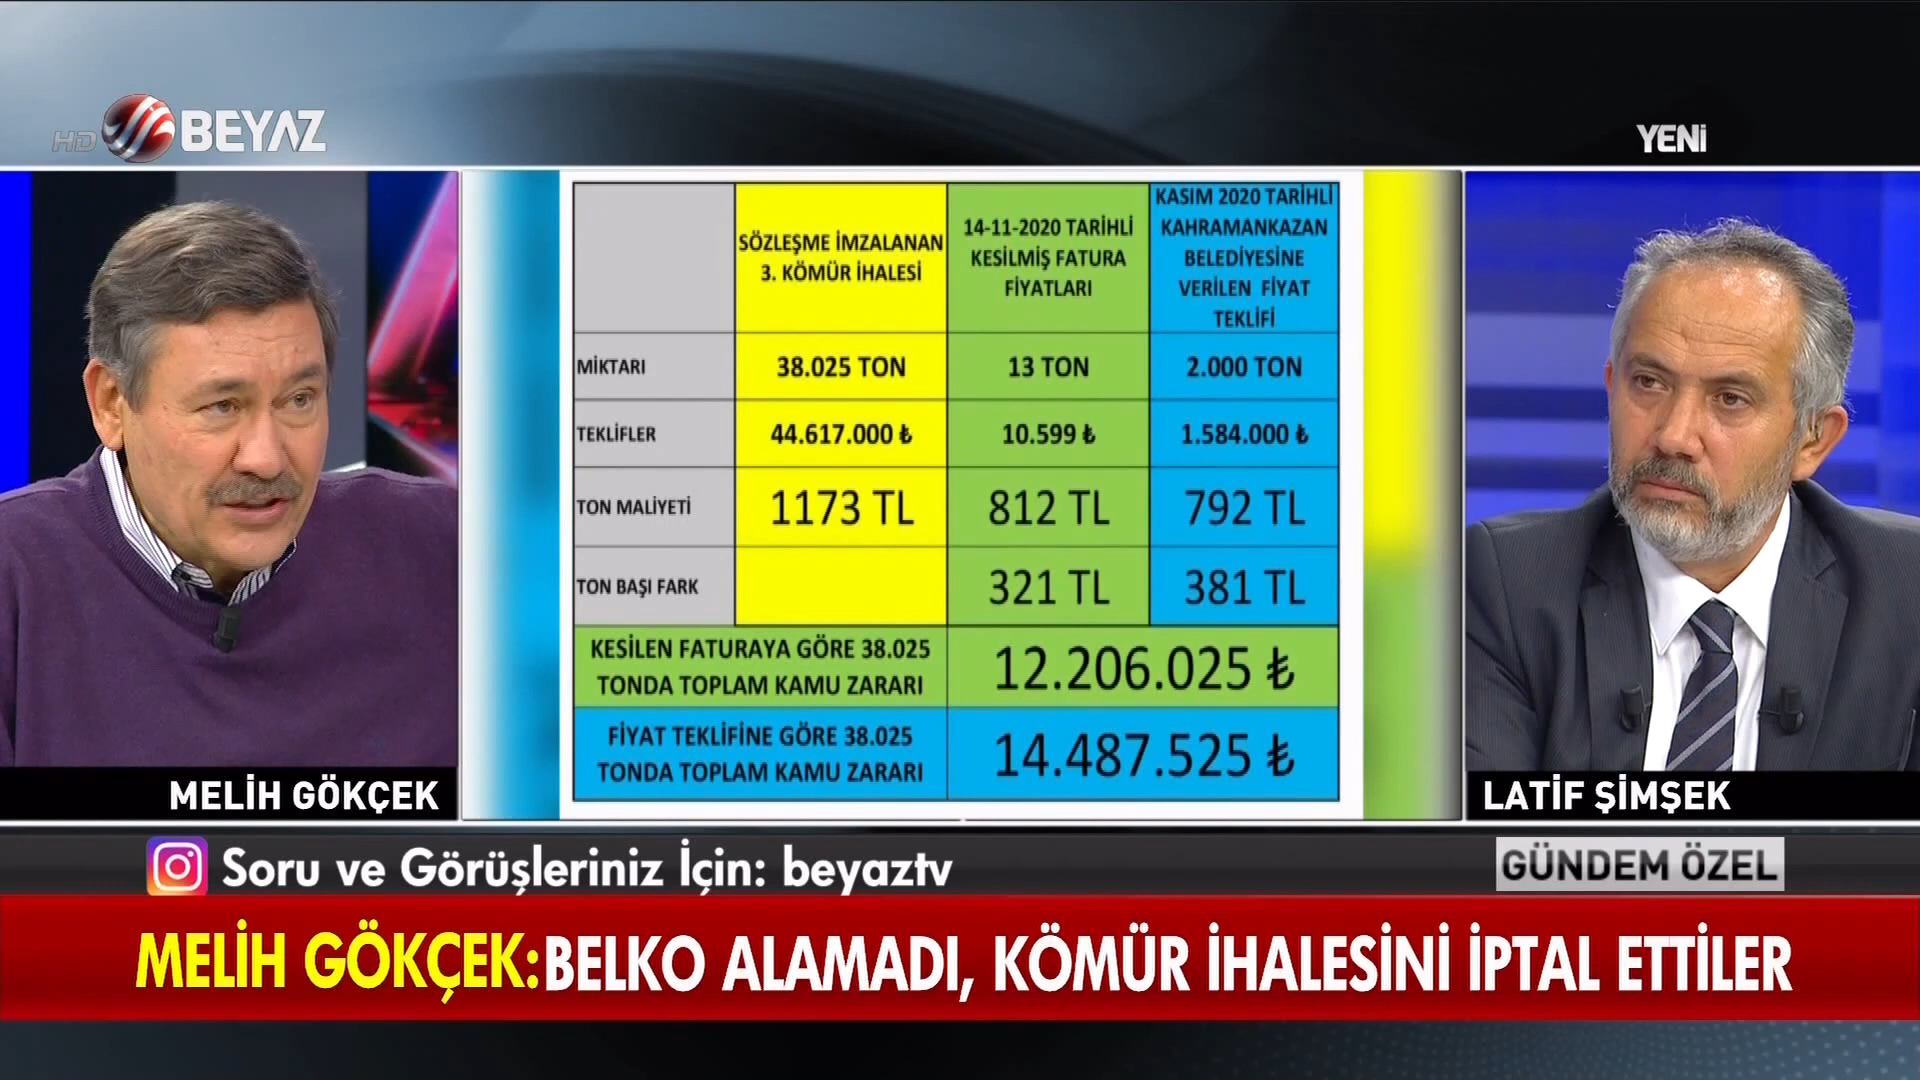 HD BEYAZ
YENİ
SÖZLEŞME İMZALANAN
3. KÖMÜR İHALESİ
14-11-2020 TARİHLİ
KESİLMİŞ FATURA
FİYATLARI
KASIM 2020 TARİHLİ
KAHRAMANKAZAN
BELEDİYESİNE
VERİLEN FİYAT
TEKLİFİ
MİKTARI 38.025 TON 13 TON 2.000 TON
TEKLİFLER 44.617.000 ₺ 10.599 ₺ 1.584.000 ₺
TON MALİYETİ 1173 TL 812 TL 792 TL
TON BAŞI FARK 321 TL 381 TL
KESİLEN FATURAYA GÖRE 38.025
TONDA TOPLAM KAMU ZARARI
12.206.025 ₺
FİYAT TEKLİFİNE GÖRE 38.025
TONDA TOPLAM KAMU ZARARI
14.487.525 ₺
MELİH GÖKÇEK
LATİF ŞİMŞEK
Soru ve Görüşleriniz İçin: beyaztv
GÜNDEM ÖZEL
MELİH GÖKÇEK:BELKO ALAMADI, KÖMÜR İHALESİNİ İPTAL ETTİLER